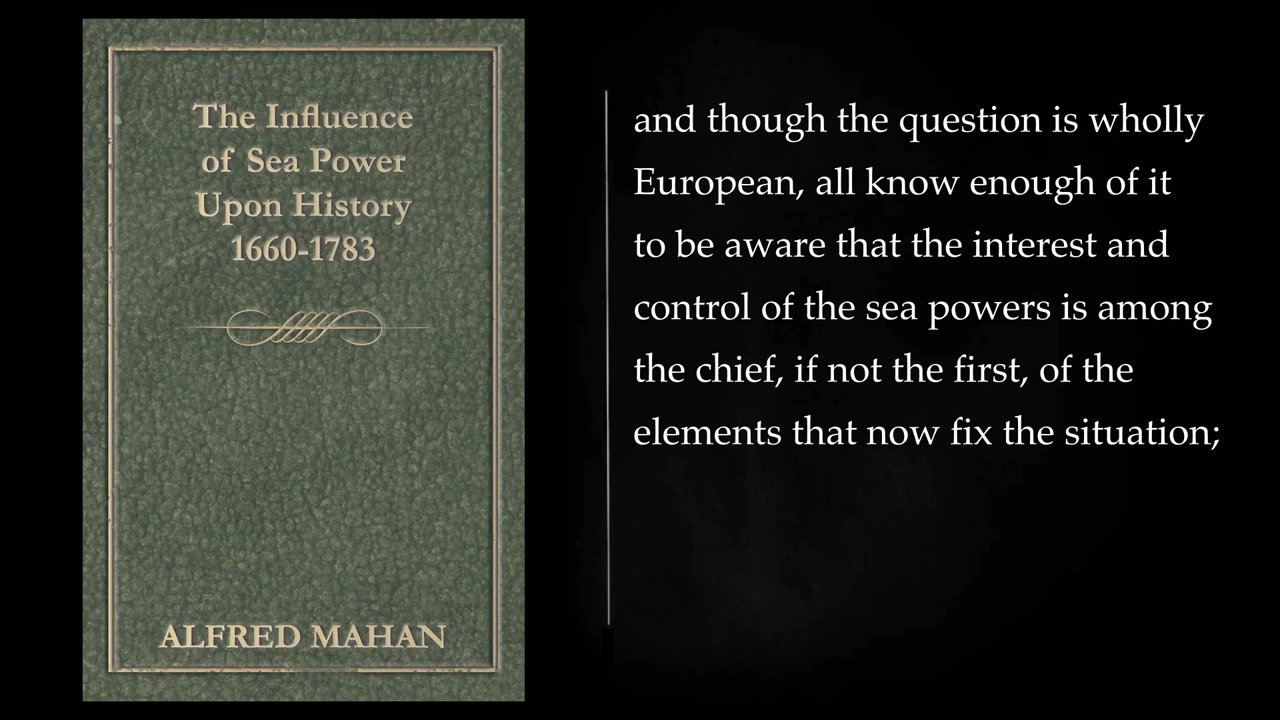 The Influence
of Sea Power
Upon History
1660-1783
ALFRED MAHAN
and though the question is wholly
European, all know enough of it
to be aware that the interest and
control of the sea powers is among
the chief, if not the first, of the
elements that now fix the situation;